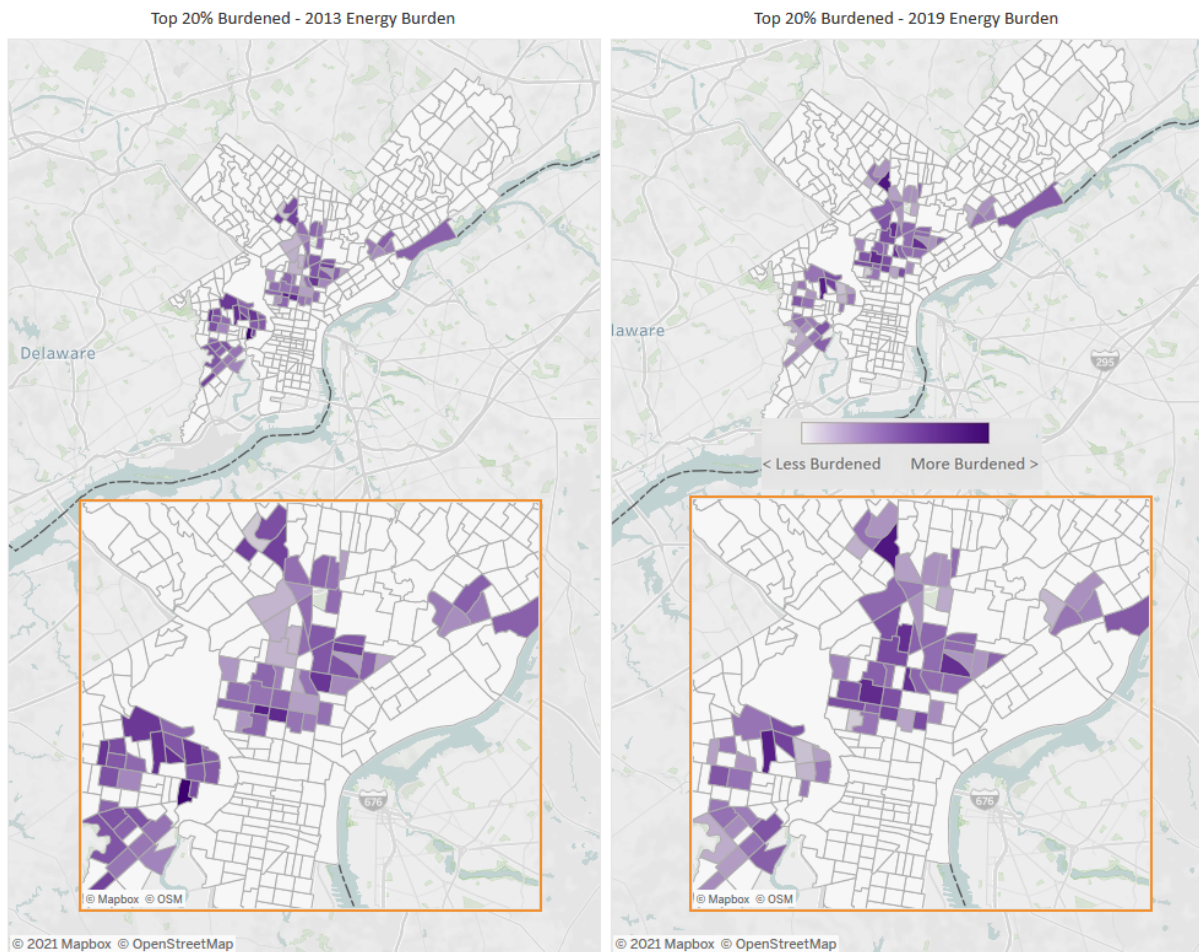 Top 20% Burdened - 2013 Energy Burden
Top 20% Burdened - 2019 Energy Burden
Delaware
laware
295
< Less Burdened More Burdened >
676
676
© Mapbox © OSM
© Mapbox © OSM
© 2021 Mapbox © OpenStreetMap
© 2021 Mapbox © OpenStreetMap